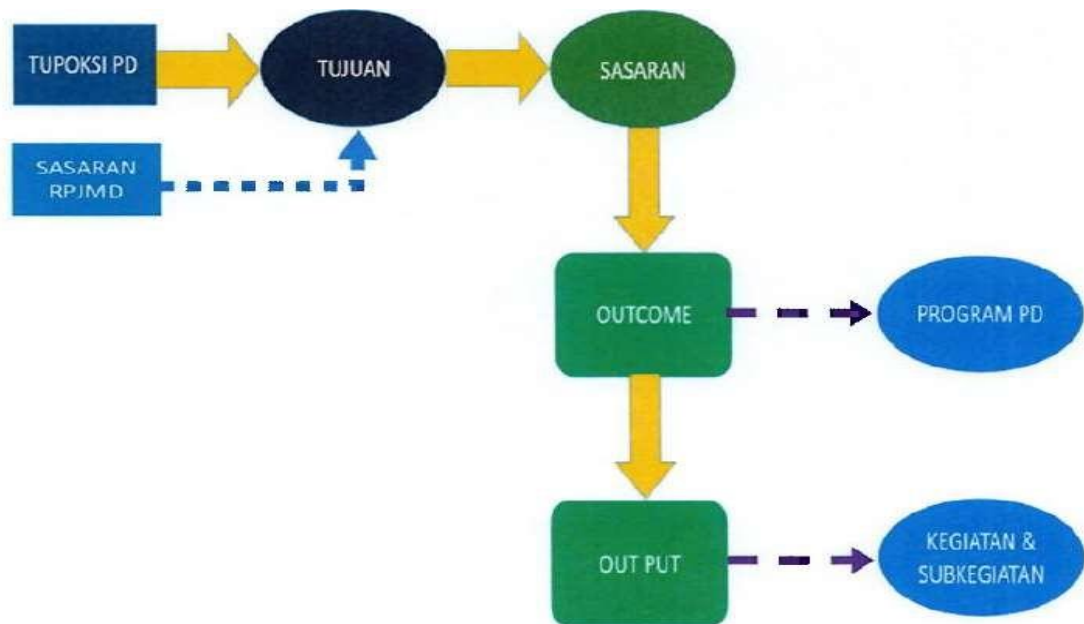 TUPOKSI PD
TUJUAN
SASARAN
SASARAN
RPJMD
OUTCOME
PROGRAM PD
OUT PUT
KEGIATAN &
SUBKEGIATAN